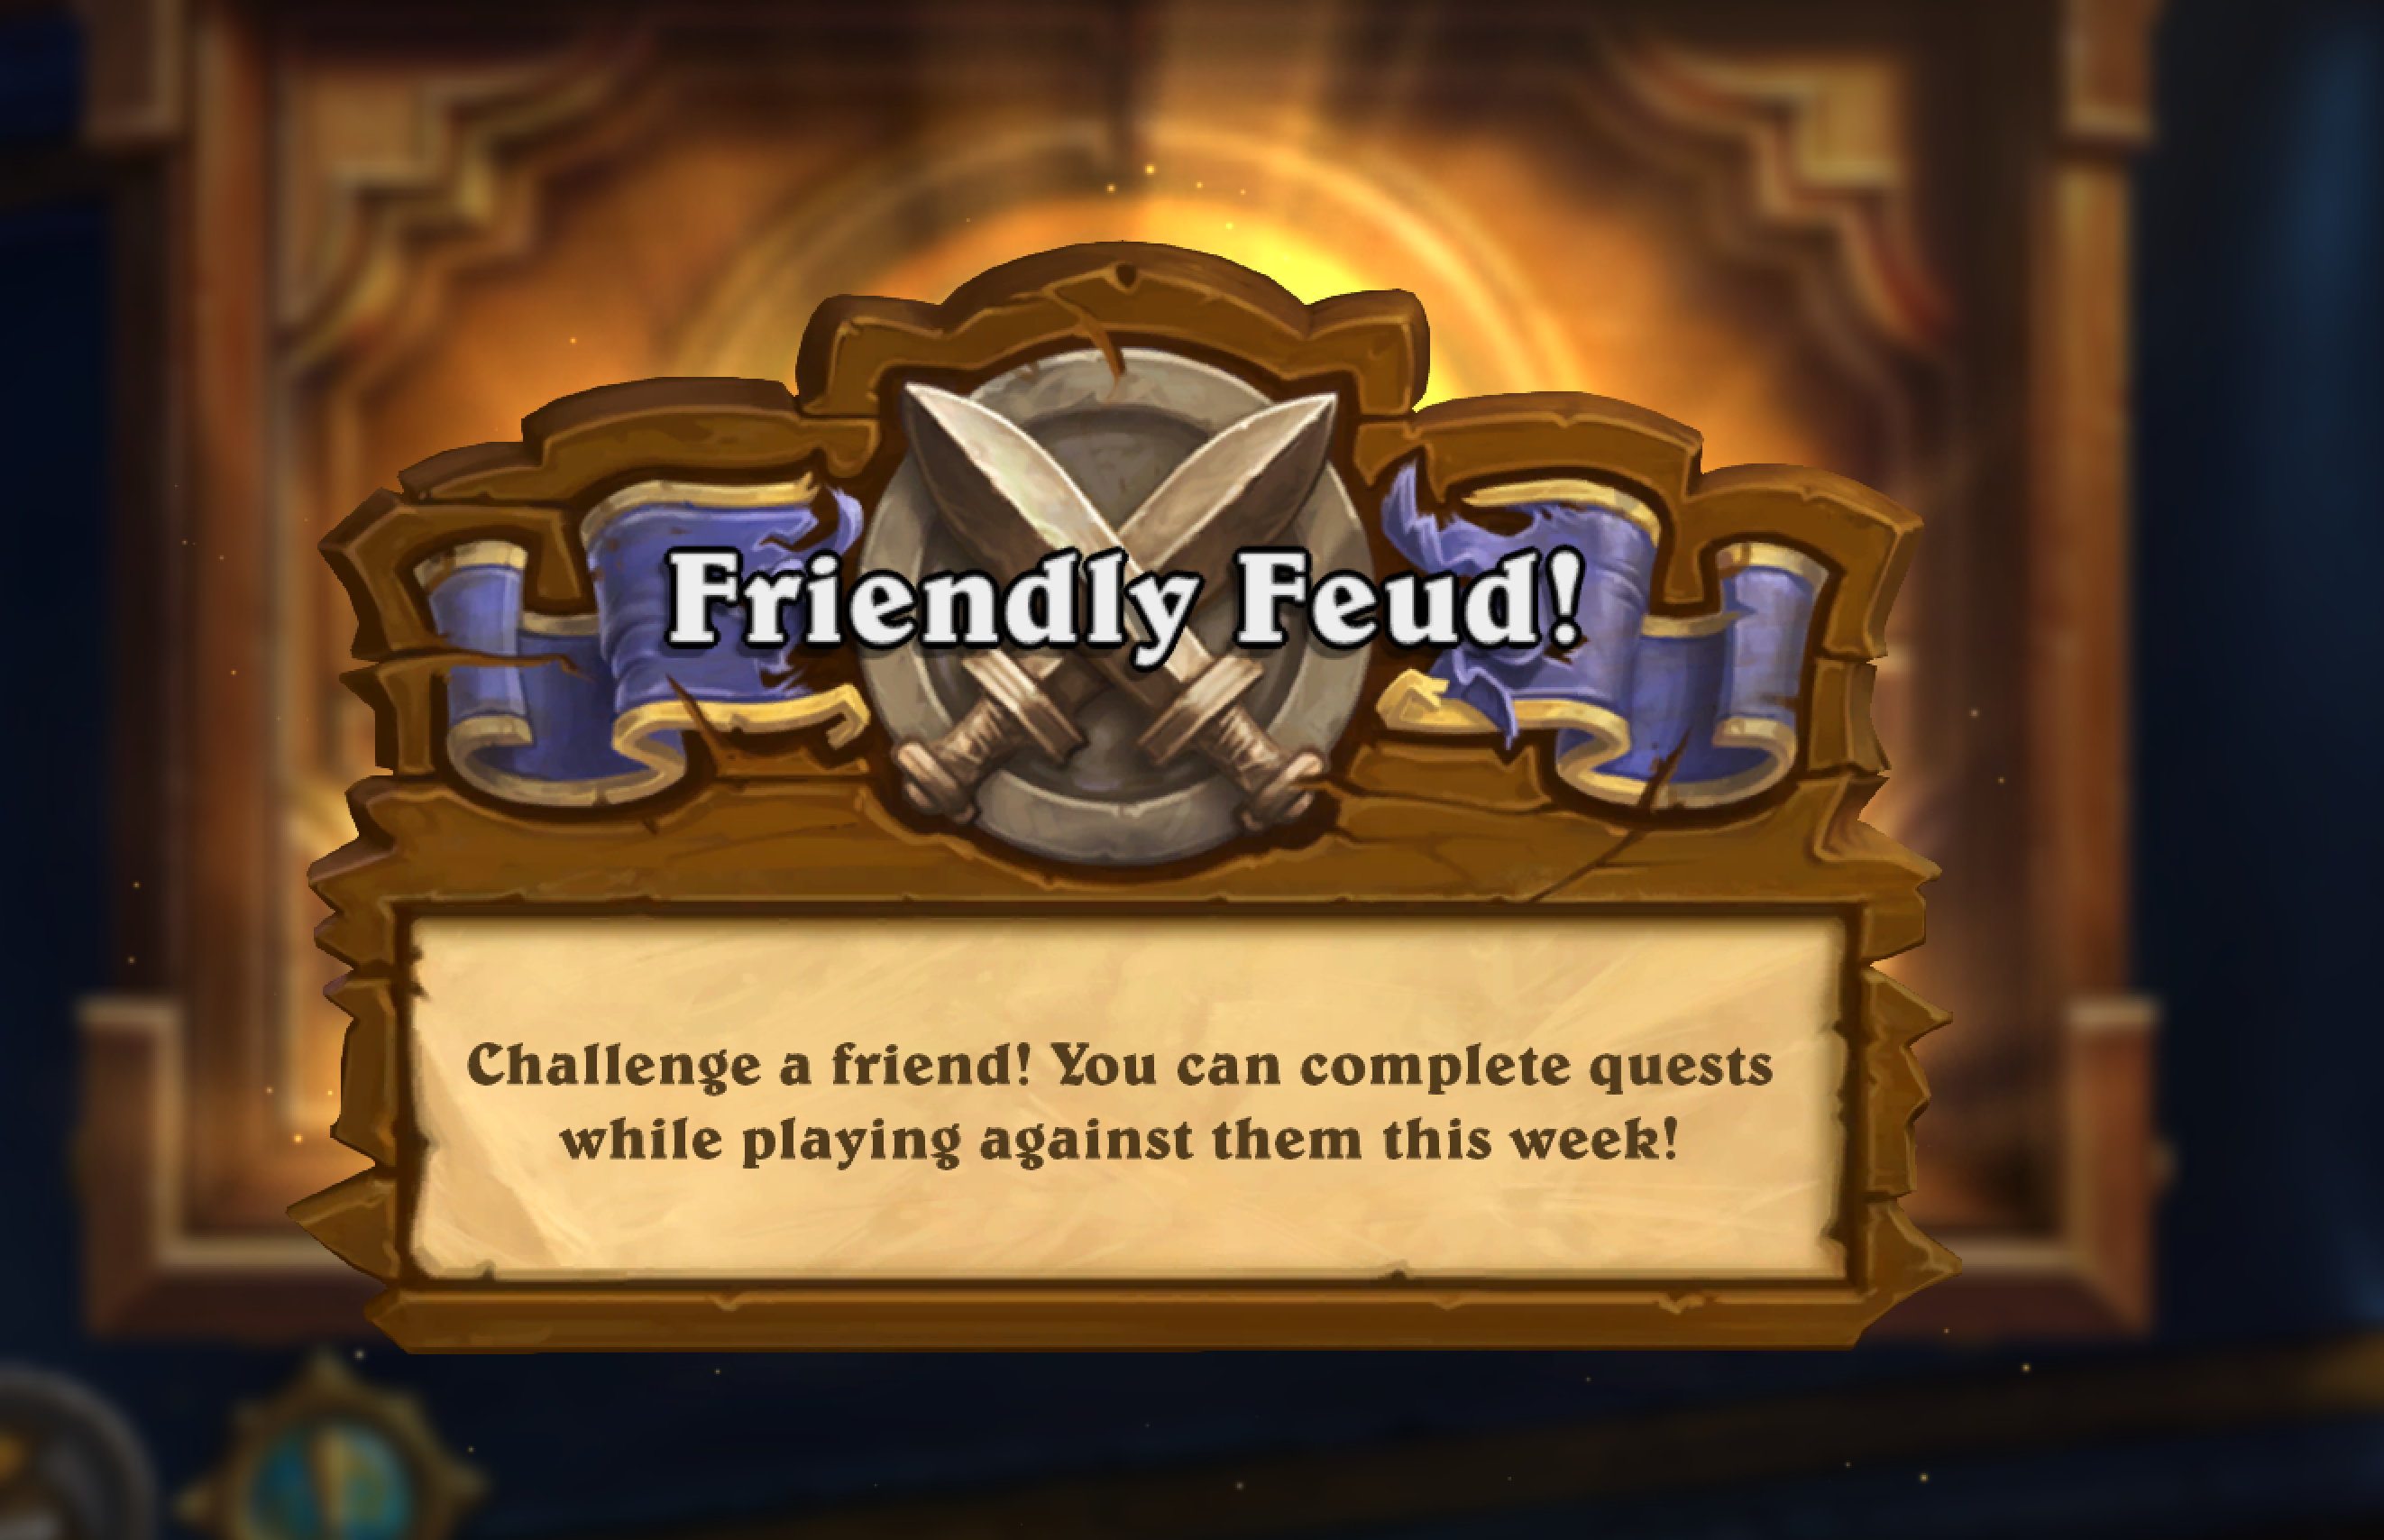 Friendly Feud!
Challenge a friend! You can complete quests
while playing against them this week!